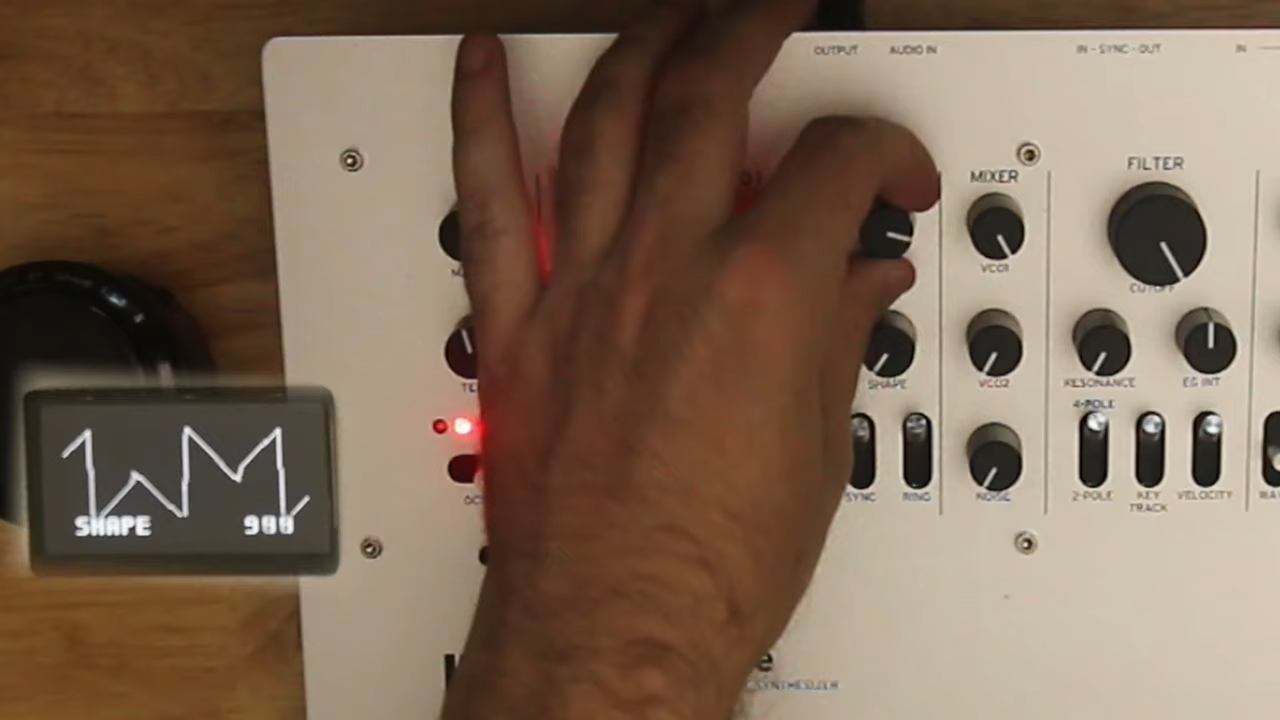 OUTPUT AUDIO IN IN - SYNC - OUT IN
MIXER
FILTER
VCO1
CUTOFF
SHAPE
VCO2
RESONANCE
EG INT
4-POLE
SYNC
RING
NOISE
2-POLE
KEY
TRACK
VELOCITY
SHAPE
SYNTHESIZER